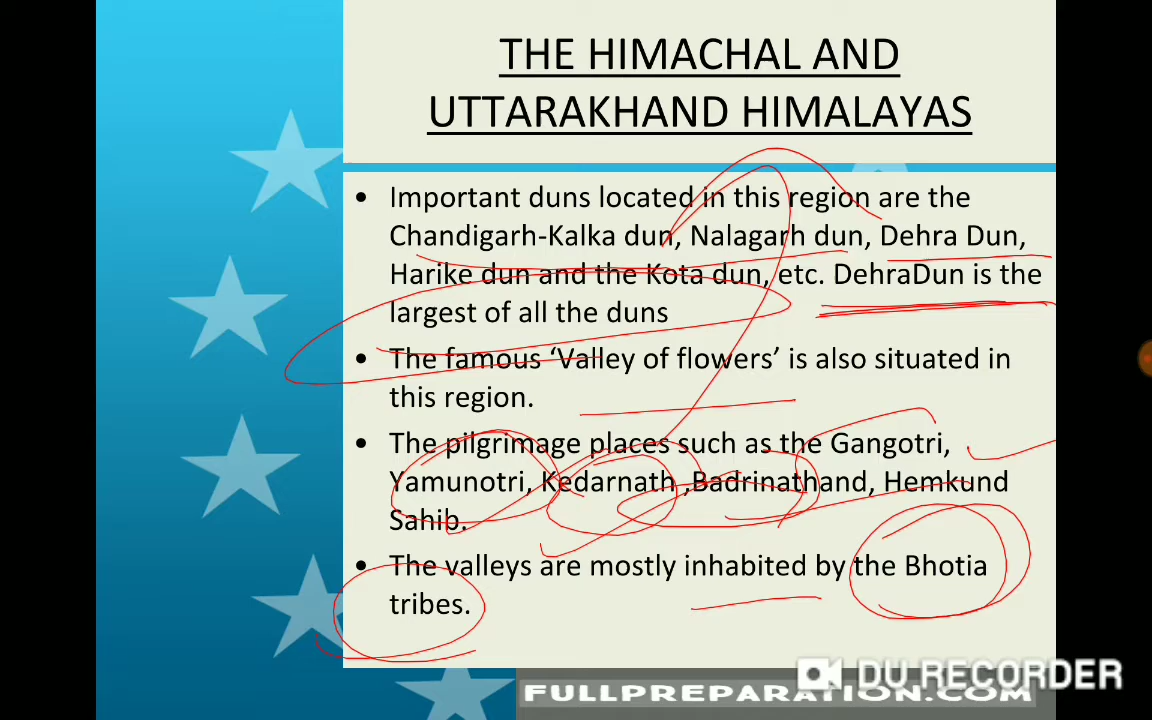 THE HIMACHAL AND
UTTARAKHAND HIMALAYAS
• Important duns located in this region are the
Chandigarh-Kalka dun, Nalagarh dun, Dehra Dun,
Harike dun and the Kota dun, etc. DehraDun is the
largest of all the duns
• The famous ‘Valley of flowers’ is also situated in
this region.
• The pilgrimage places such as the Gangotri,
Yamunotri, Kedarnath ,Badrinathand, Hemkund
Sahib.
• The valleys are mostly inhabited by the Bhotia
tribes.
DU RECORDER
FULLPREPARATION.COM